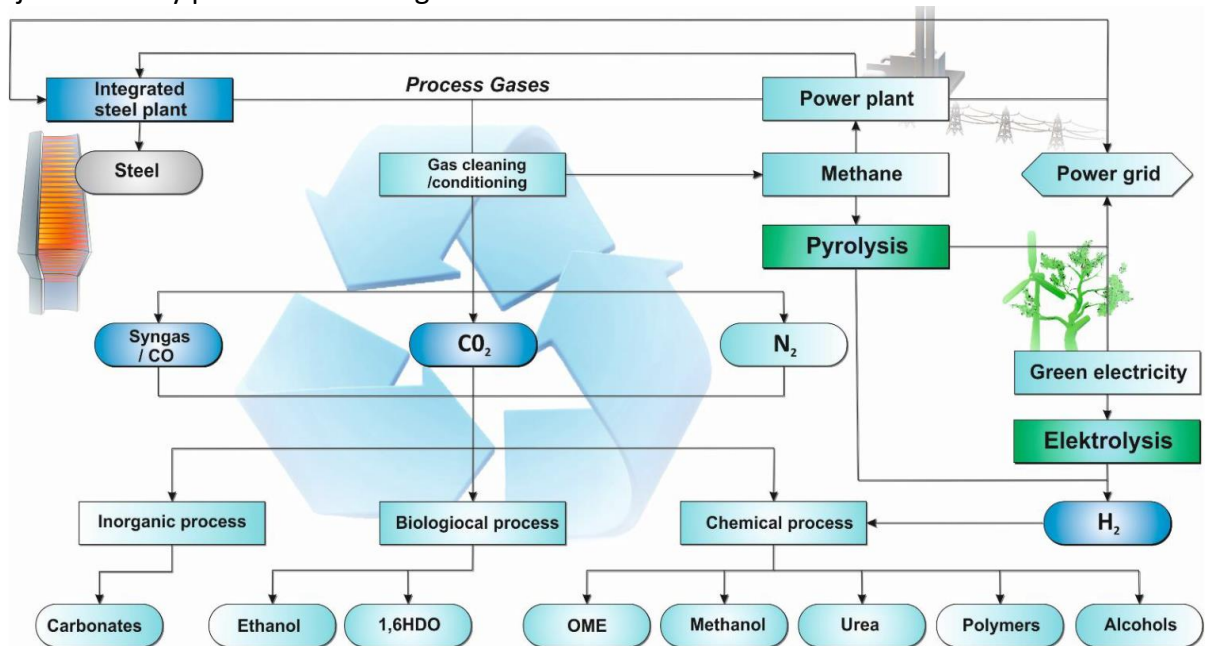 Integrated
steel plant
Process Gases
Power plant
Steel
Gas cleaning
/conditioning
Methane
Power grid
Pyrolysis
Syngas
/ CO
C0₂
N₂
Green electricity
Elektrolysis
Inorganic process
Biologiocal process
Chemical process
H₂
Carbonates
Ethanol
1,6HDO
OME
Methanol
Urea
Polymers
Alcohols